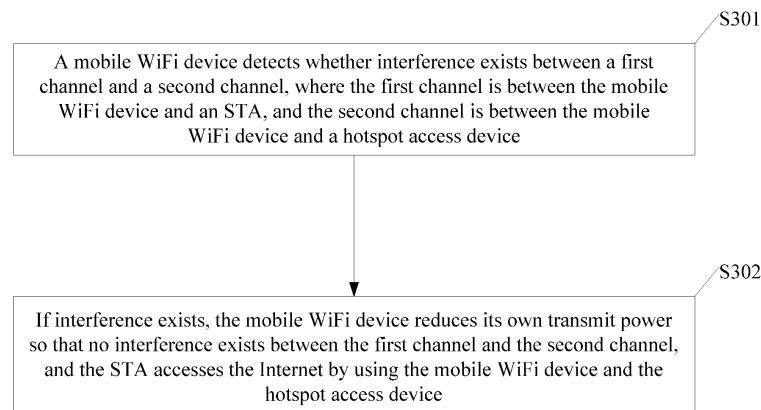 S301
A mobile WiFi device detects whether interference exists between a first
channel and a second channel, where the first channel is between the mobile
WiFi device and an STA, and the second channel is between the mobile
WiFi device and a hotspot access device
S302
If interference exists, the mobile WiFi device reduces its own transmit power
so that no interference exists between the first channel and the second channel,
and the STA accesses the Internet by using the mobile WiFi device and the
hotspot access device